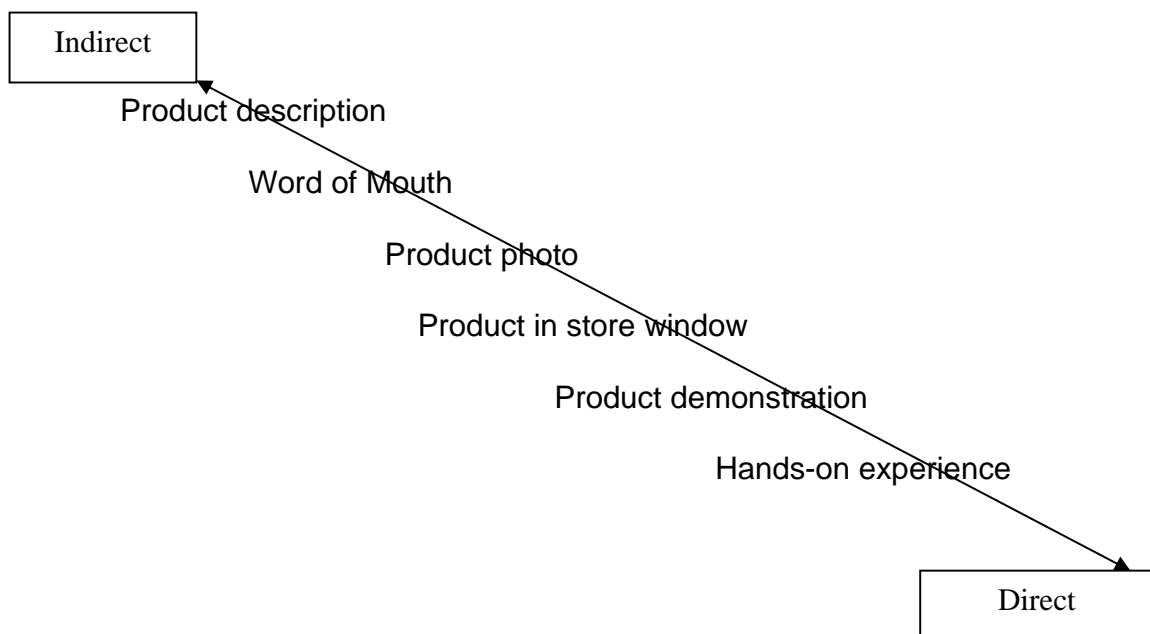 Indirect
Product description
Word of Mouth
Product photo
Product in store window
Product demonstration
Hands-on experience
Direct